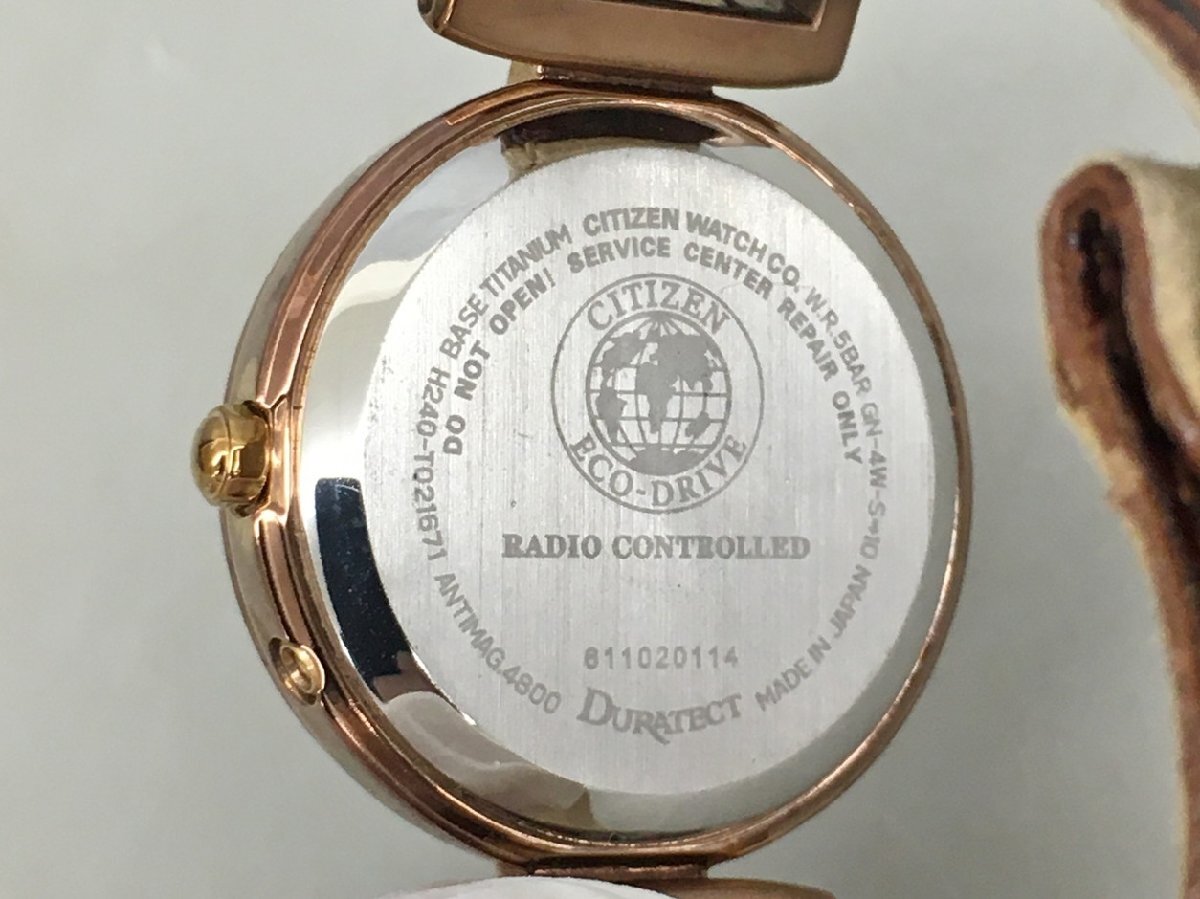 H240-T021671 BASE TITANIUM CITIZEN WATCH CO. W.R.5BAR GN-4W-S-10
DO NOT OPEN! SERVICE CENTER REPAIR ONLY
CITIZEN
ECO-DRIVE
RADIO CONTROLLED
611020114
ANTIMAG.4800 DURATECT MADE IN JAPAN